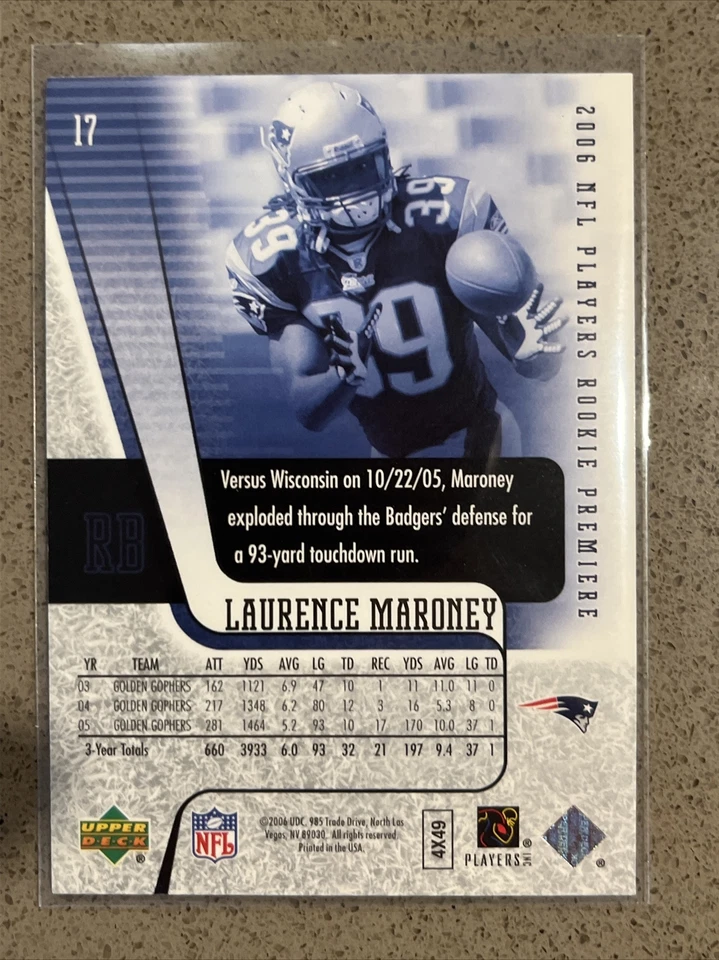 17
2006 NFL PLAYERS ROOKIE PREMIERE
39
39
39
Versus Wisconsin on 10/22/05, Maroney
exploded through the Badgers' defense for
a 93-yard touchdown run.
RB
LAURENCE MARONEY
YR TEAM ATT YDS AVG LG TD REC YDS AVG LG TD
03 GOLDEN GOPHERS 162 1121 6.9 47 10 1 11 11.0 11 0
04 GOLDEN GOPHERS 217 1348 6.2 80 12 3 16 5.3 8 0
05 GOLDEN GOPHERS 281 1464 5.2 93 10 17 170 10.0 37 1
3-Year Totals 660 3933 6.0 93 32 21 197 9.4 37 1
UPPER
DECK
®
NFL
©2006 UDC. 985 Trade Drive, North Las
Vegas, NV 89030. All rights reserved.
Printed in the USA.
4X49
PLAYERS INC
®
®